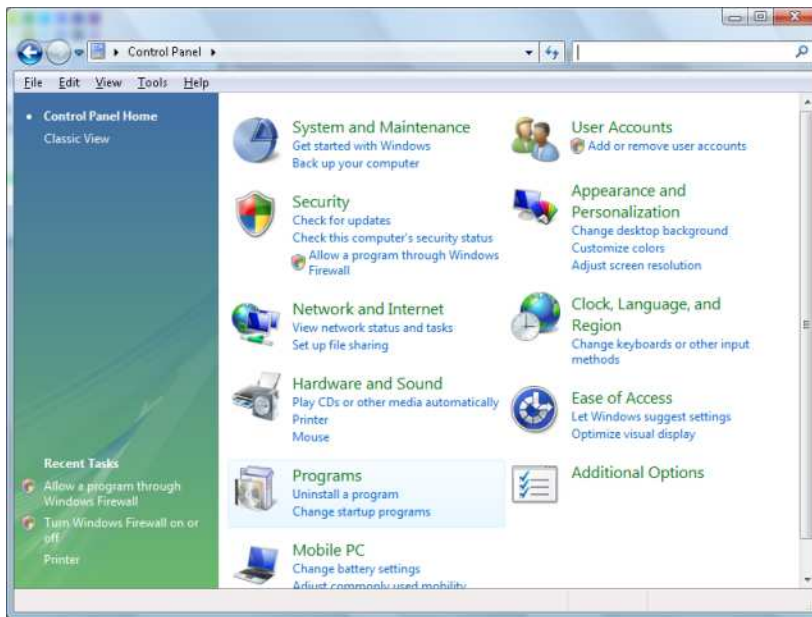 Control Panel
File Edit View Tools Help
Control Panel Home
Classic View
Recent Tasks
Allow a program through
Windows Firewall
Turn Windows Firewall on or
off
Printer
System and Maintenance
Get started with Windows
Back up your computer
Security
Check for updates
Check this computer's security status
Allow a program through Windows
Firewall
Network and Internet
View network status and tasks
Set up file sharing
Hardware and Sound
Play CDs or other media automatically
Printer
Mouse
Programs
Uninstall a program
Change startup programs
Mobile PC
Change battery settings
Adjust commonly used mobility
User Accounts
Add or remove user accounts
Appearance and
Personalization
Change desktop background
Customize colors
Adjust screen resolution
Clock, Language, and
Region
Change keyboards or other input
methods
Ease of Access
Let Windows suggest settings
Optimize visual display
Additional Options